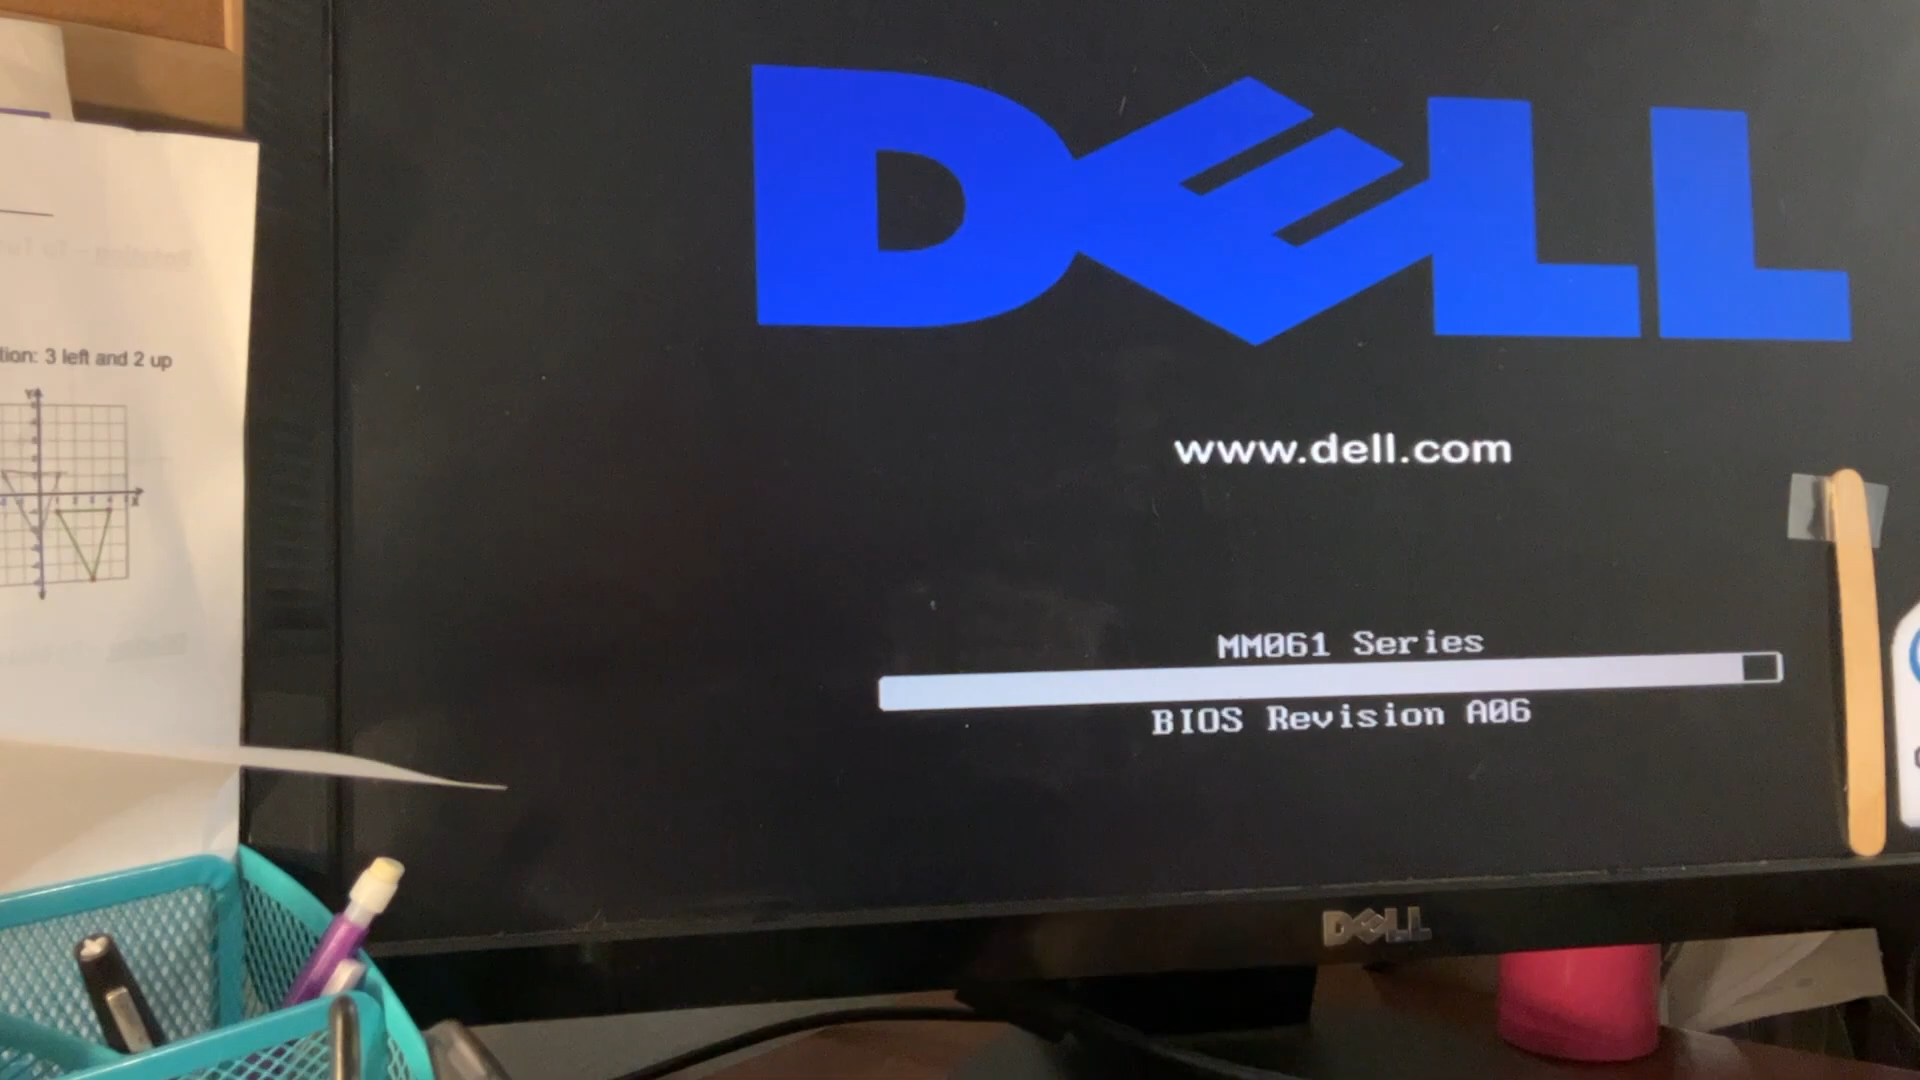 DELL
www.dell.com
MM061 Series
BIOS Revision A06
DELL
tion: 3 left and 2 up
Y
X